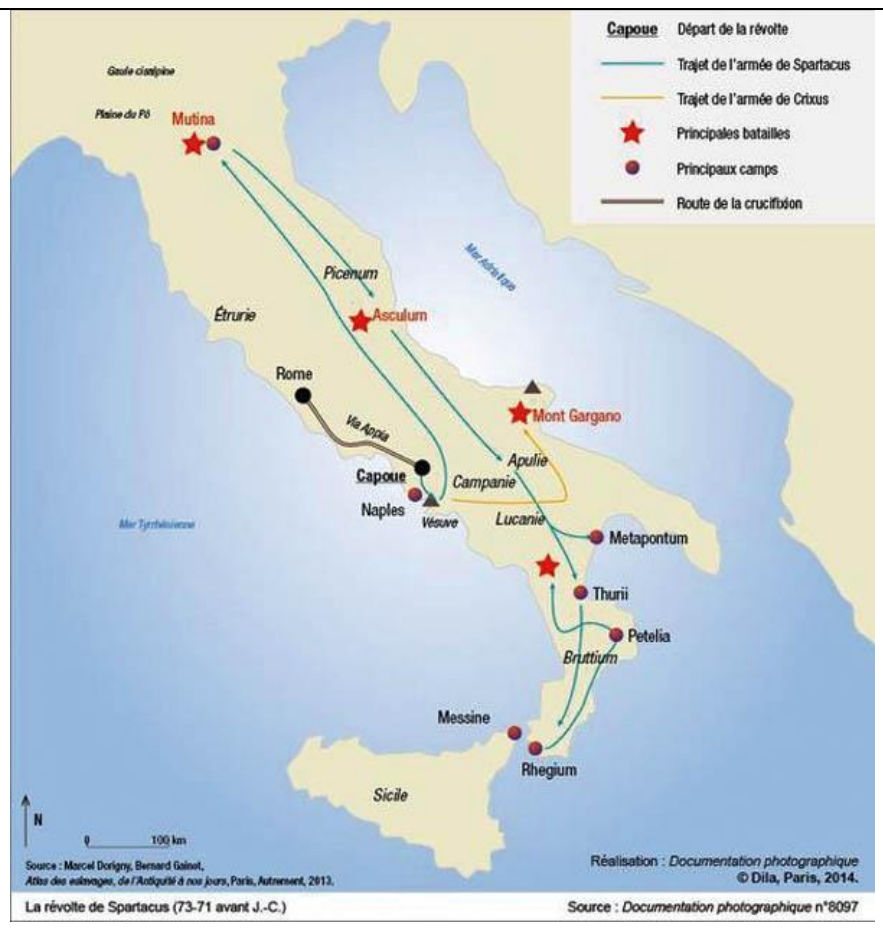 Capoue Départ de la révolte
Trajet de l'armée de Spartacus
Trajet de l'armée de Crixus
Principales batailles
Principaux camps
Route de la crucifixion
Gaule cisalpine
Plaine du Pô
Mutina
Mer Adriatique
Picenum
Étrurie
Asculum
Rome
Via Appia
Mont Gargano
Capoue
Apulie
Campanie
Naples
Vésuve
Lucanie
Mer Tyrrhénienne
Metapontum
Thurii
Petelia
Bruttium
Messine
Rhegium
Sicile
N
0 100 km
Source : Marcel Dorigny, Bernard Gainot,
Atlas des esclavages, de l'Antiquité à nos jours, Paris, Autrement, 2013.
Réalisation : Documentation photographique
© Dila, Paris, 2014.
La révolte de Spartacus (73-71 avant J.-C.)
Source : Documentation photographique n°8097